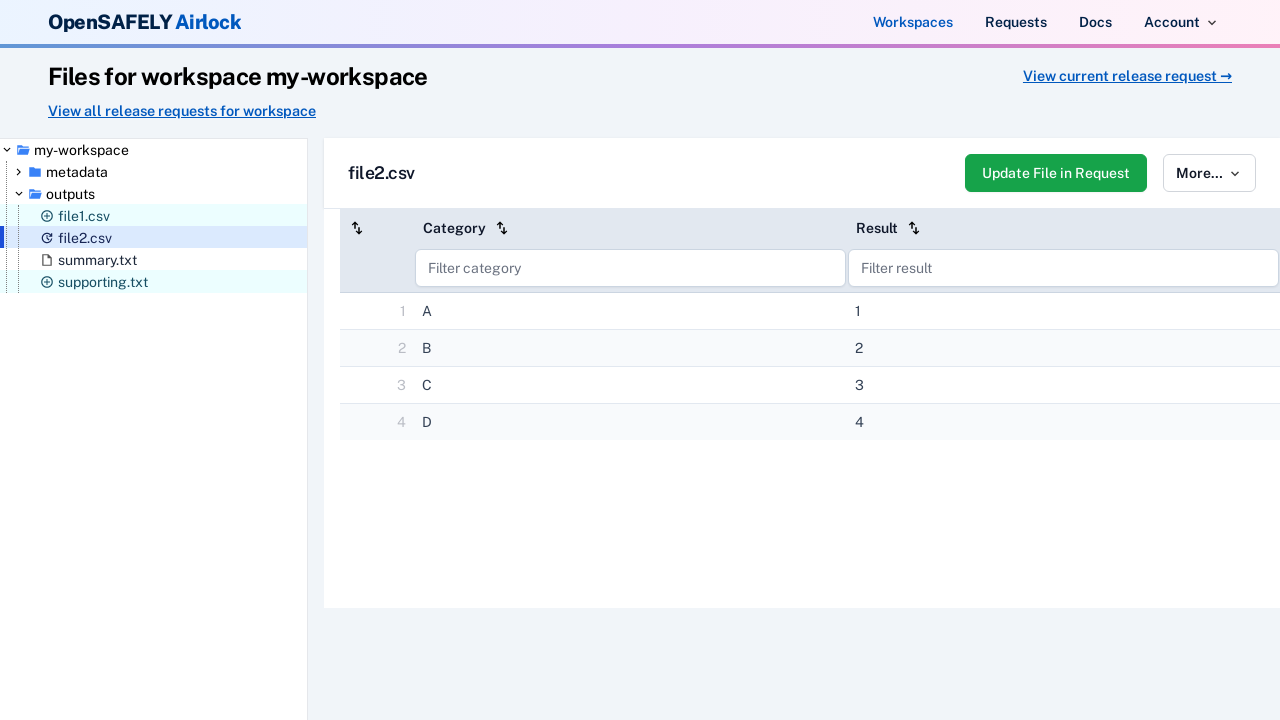 OpenSAFELY Airlock
Workspaces Requests Docs Account
Files for workspace my-workspace
View current release request →
View all release requests for workspace
my-workspace
metadata
outputs
file1.csv
file2.csv
summary.txt
supporting.txt
file2.csv
Update File in Request
More...
Category Result
Filter category Filter result
1 A 1
2 B 2
3 C 3
4 D 4